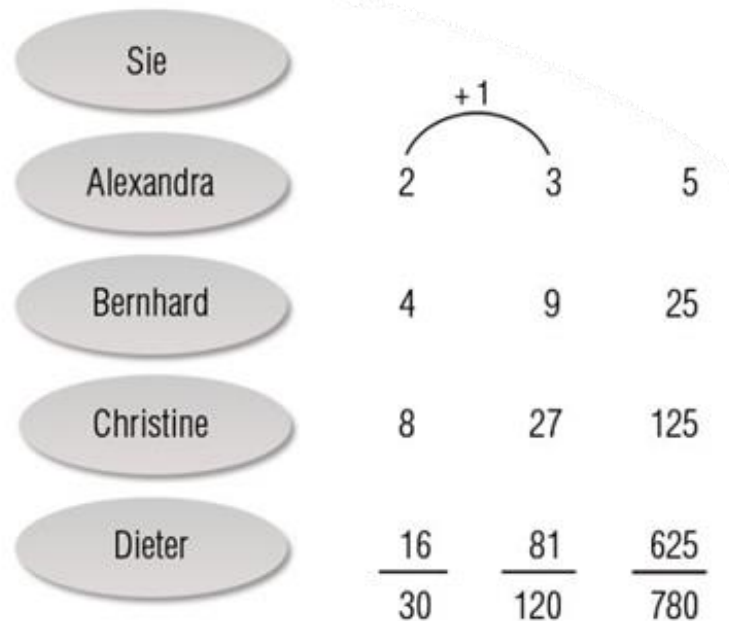 Sie
+ 1
Alexandra 2 3 5
Bernhard 4 9 25
Christine 8 27 125
Dieter 16 81 625
30 120 780